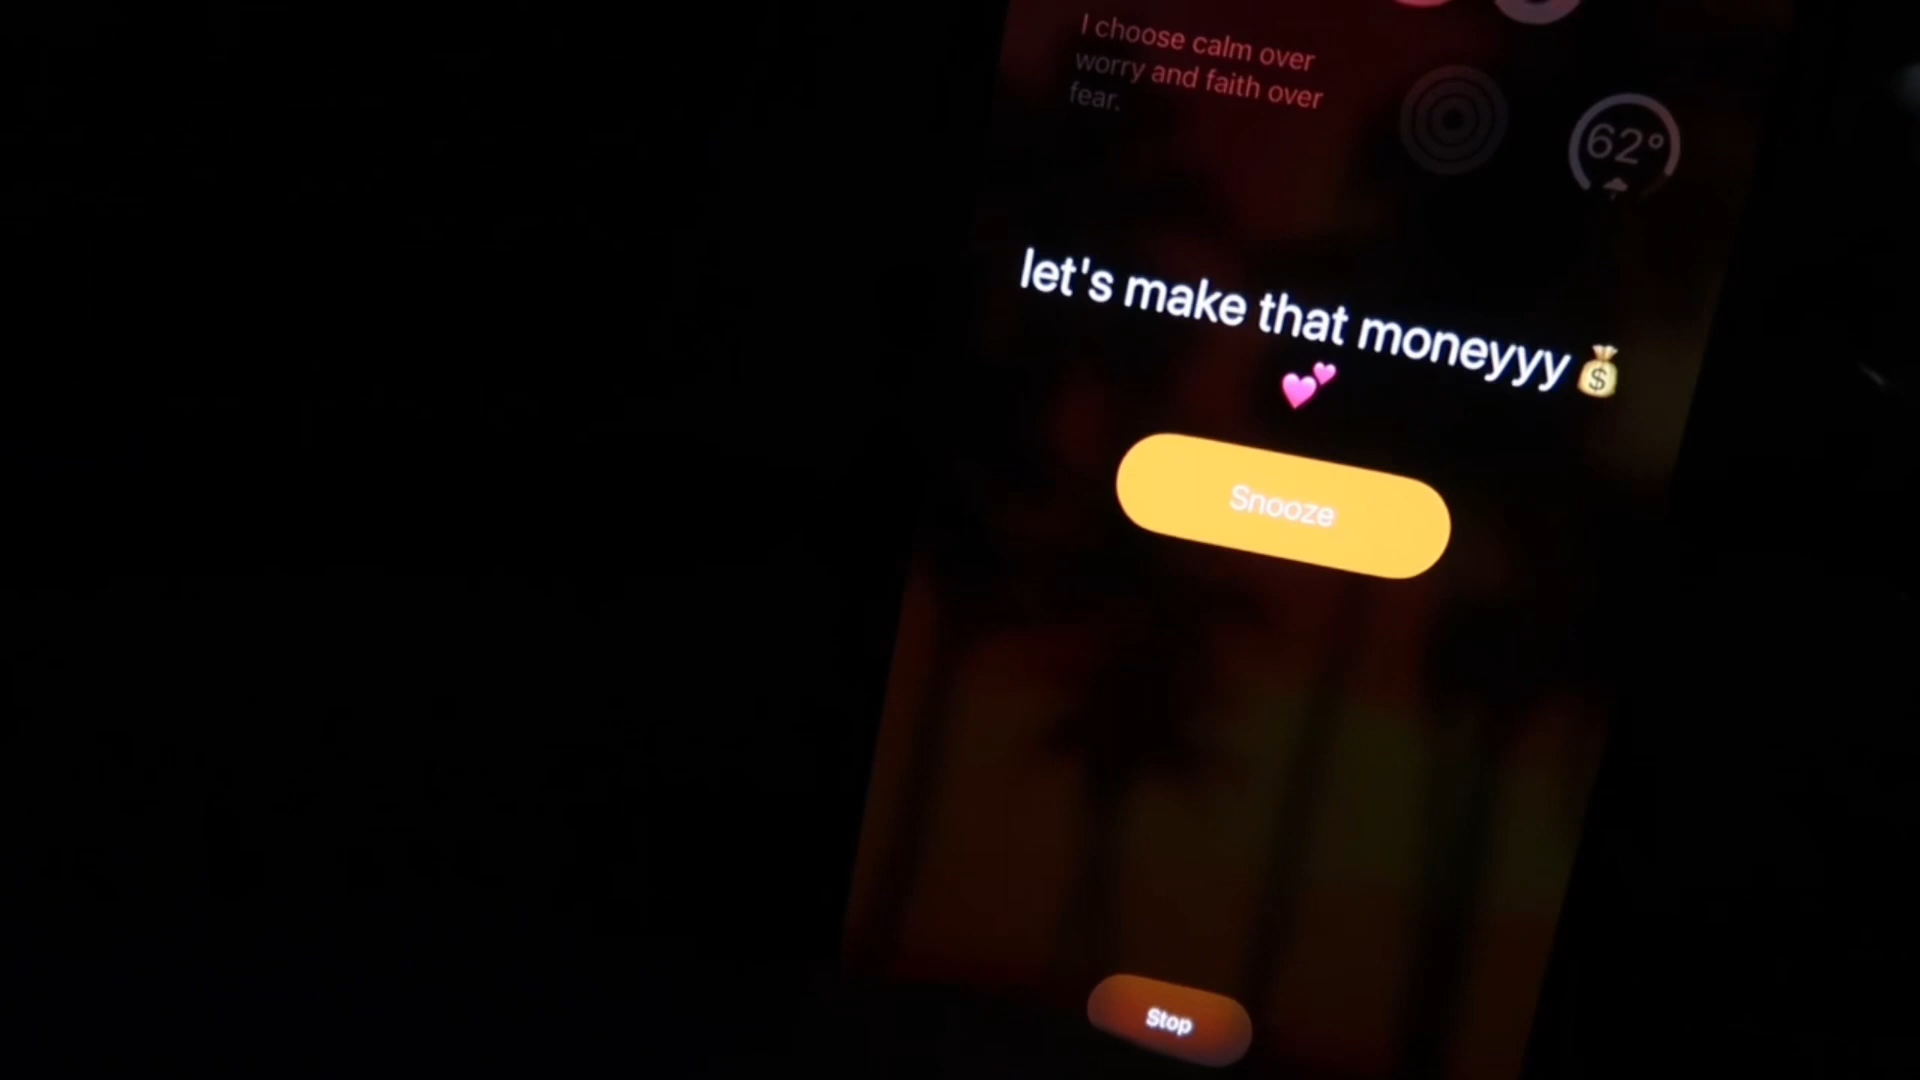 I choose calm over
worry and faith over
fear.
62°
let's make that moneyyy💰
💕
Snooze
Stop